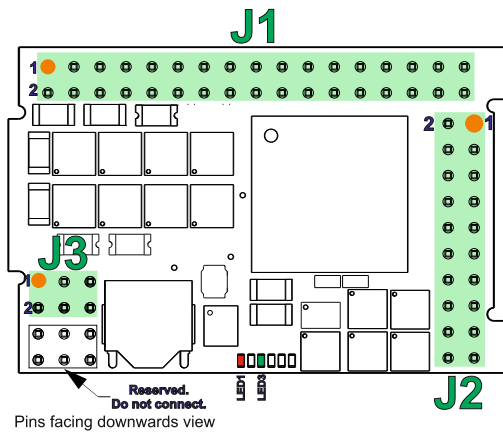 J1
1
2
2 1
J3
1
2
LED1 LED3
Reserved.
Do not connect.
J2
Pins facing downwards view